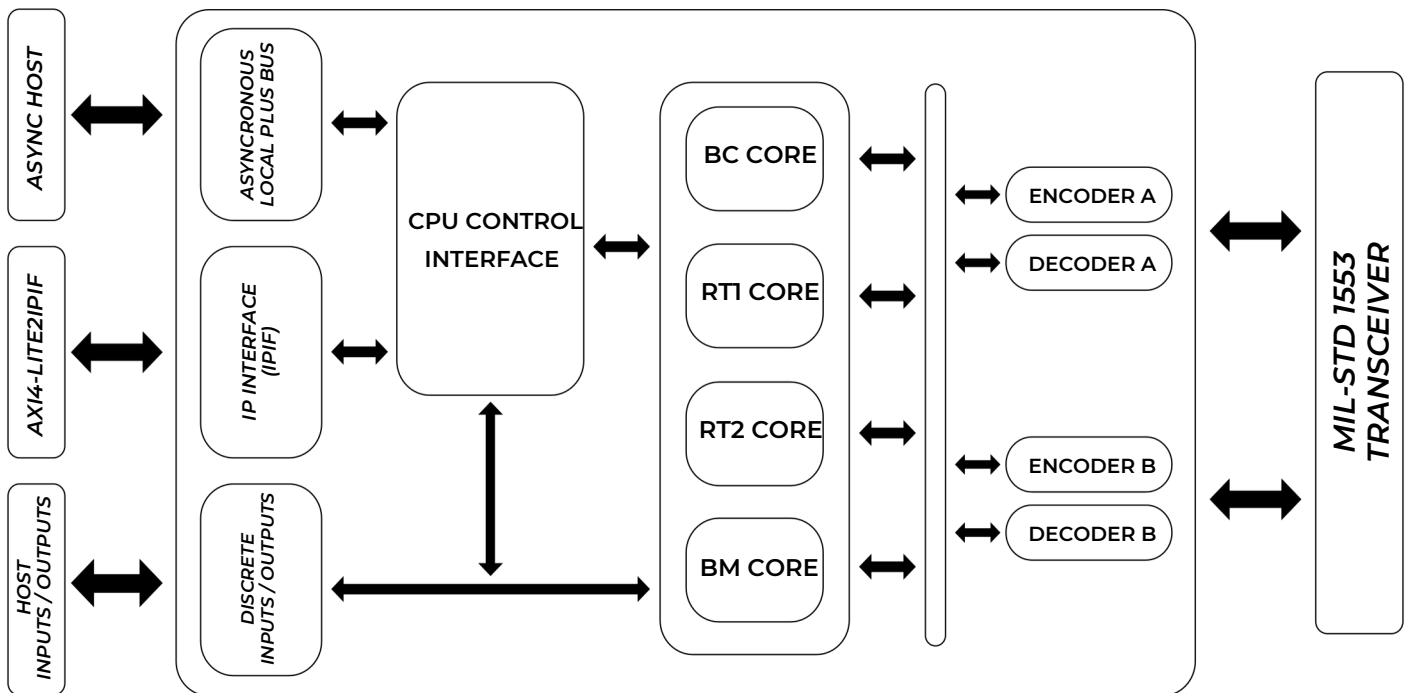 ASYNC HOST
AXI4-LITE2IPIF
HOST
INPUTS / OUTPUTS
ASYNCRONOUS
LOCAL PLUS BUS
IP INTERFACE
(IPIF)
DISCRETE
INPUTS / OUTPUTS
CPU CONTROL
INTERFACE
BC CORE
RT1 CORE
RT2 CORE
BM CORE
ENCODER A
DECODER A
ENCODER B
DECODER B
MIL-STD 1553
TRANSCEIVER